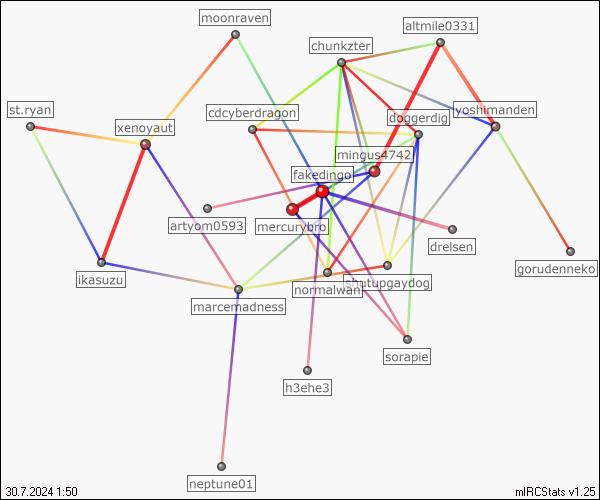 moonraven
altmile0331
chunkzter
st.ryan
cdcyberdragon
yoshimanden
doggerdig
xenoyaut
mingus4742
fakedingo
artyom0593
mercurybro
drelsen
gorudenneko
ikasuzu
normalwan
shutupgaydog
marcemadness
sorapie
h3ehe3
neptune01
30.7.2024 1:50
mIRCStats v1.25